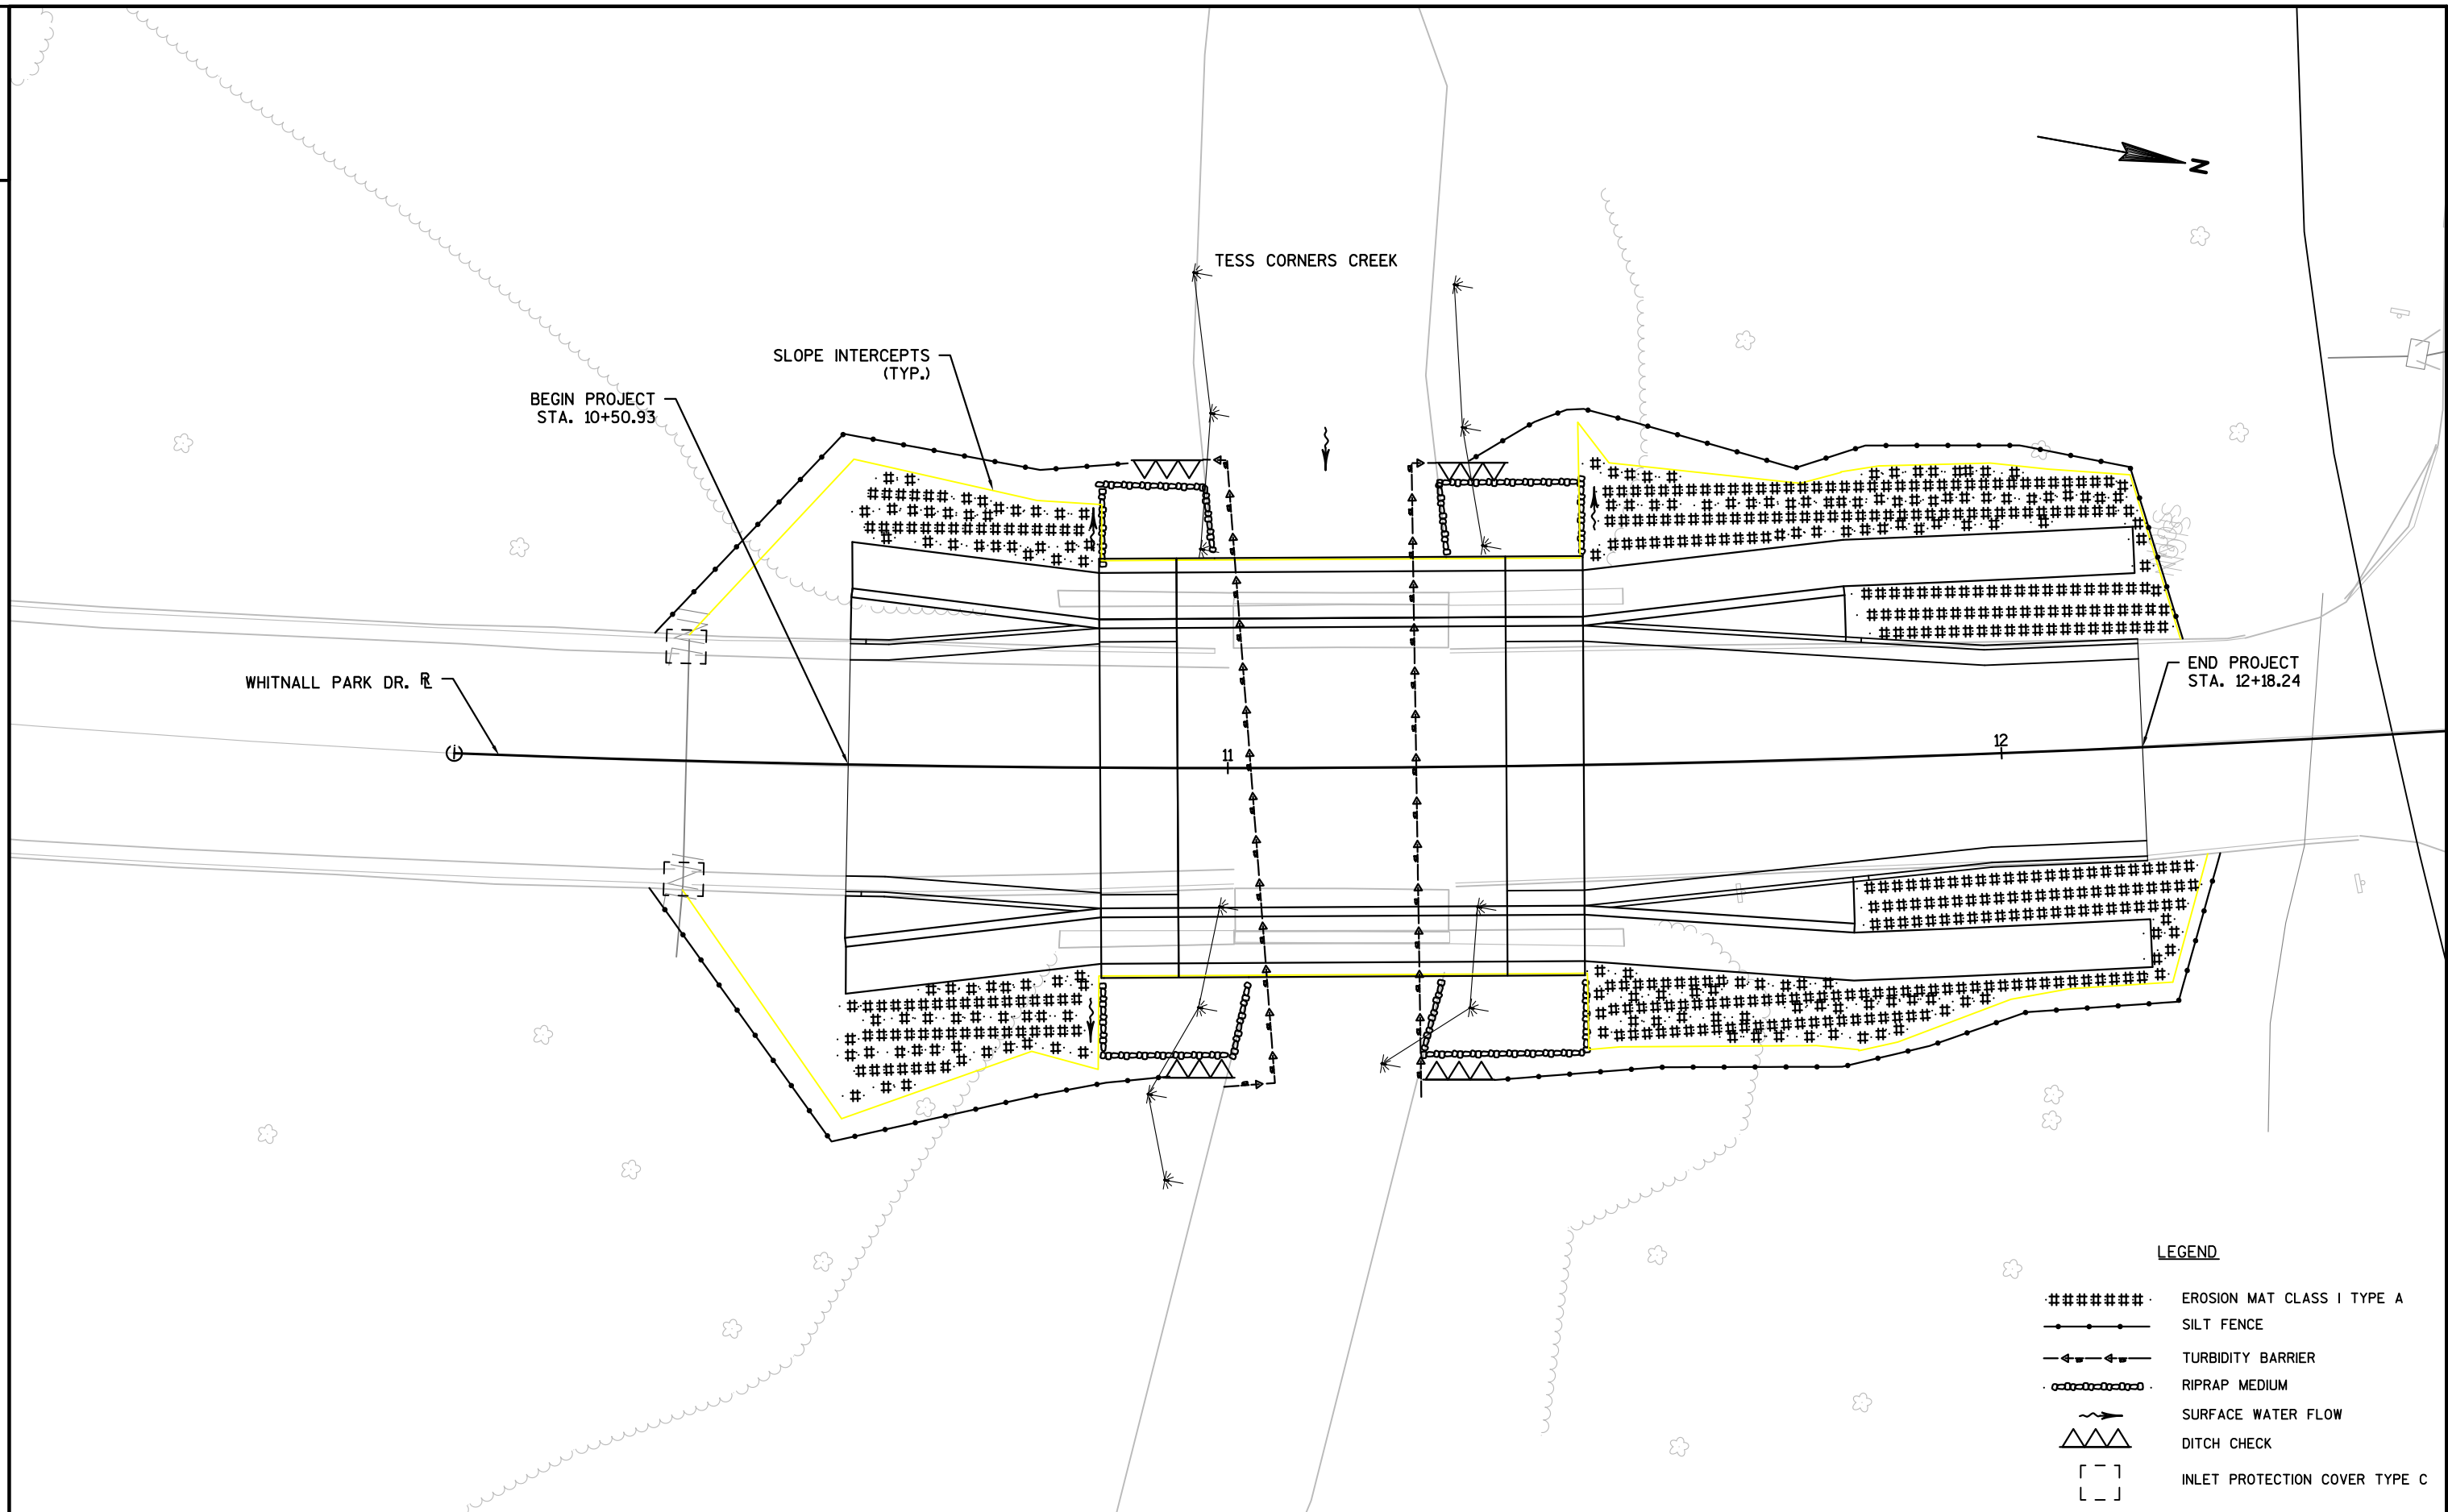 N
TESS CORNERS CREEK
SLOPE INTERCEPTS
(TYP.)
BEGIN PROJECT
STA. 10+50.93
WHITNALL PARK DR. R/L
11
12
END PROJECT
STA. 12+18.24
LEGEND
EROSION MAT CLASS I TYPE A
SILT FENCE
TURBIDITY BARRIER
RIPRAP MEDIUM
SURFACE WATER FLOW
DITCH CHECK
INLET PROTECTION COVER TYPE C